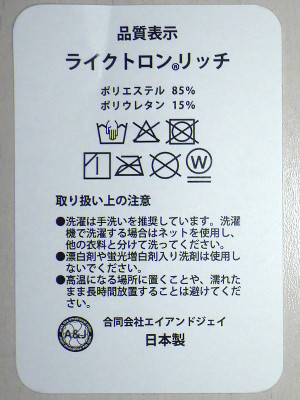 品質表示
ライクトロン®リッチ
ポリエステル 85%
ポリウレタン 15%
W
取り扱い上の注意
●洗濯は手洗いを推奨しています。洗濯
機で洗濯する場合はネットを使用し、
他の衣料と分けて洗ってください。
●漂白剤や蛍光増白剤入り洗剤は使用し
ないでください。
●高温になる場所に置くことや、濡れた
まま長時間放置することは避けてくだ
さい。
A&J
合同会社エイアンドジェイ
日本製